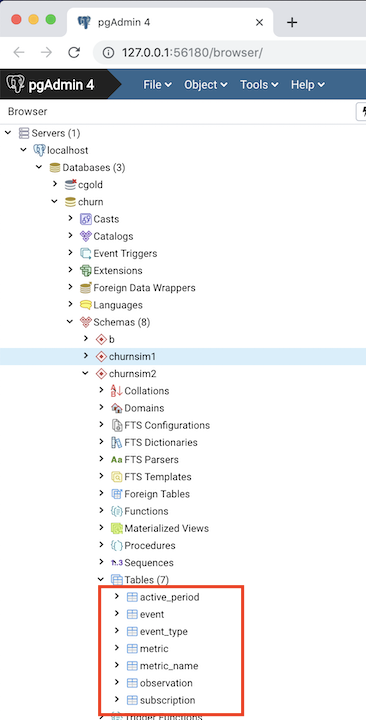 pgAdmin 4
127.0.0.1:56180/browser/
pgAdmin 4 File Object Tools Help
Browser
Servers (1)
localhost
Databases (3)
cgold
churn
Casts
Catalogs
Event Triggers
Extensions
Foreign Data Wrappers
Languages
Schemas (8)
b
churnsim1
churnsim2
Collations
Domains
FTS Configurations
FTS Dictionaries
Aa FTS Parsers
FTS Templates
Foreign Tables
Functions
Materialized Views
Procedures
1..3 Sequences
Tables (7)
active_period
event
event_type
metric
metric_name
observation
subscription
Trigger Functions